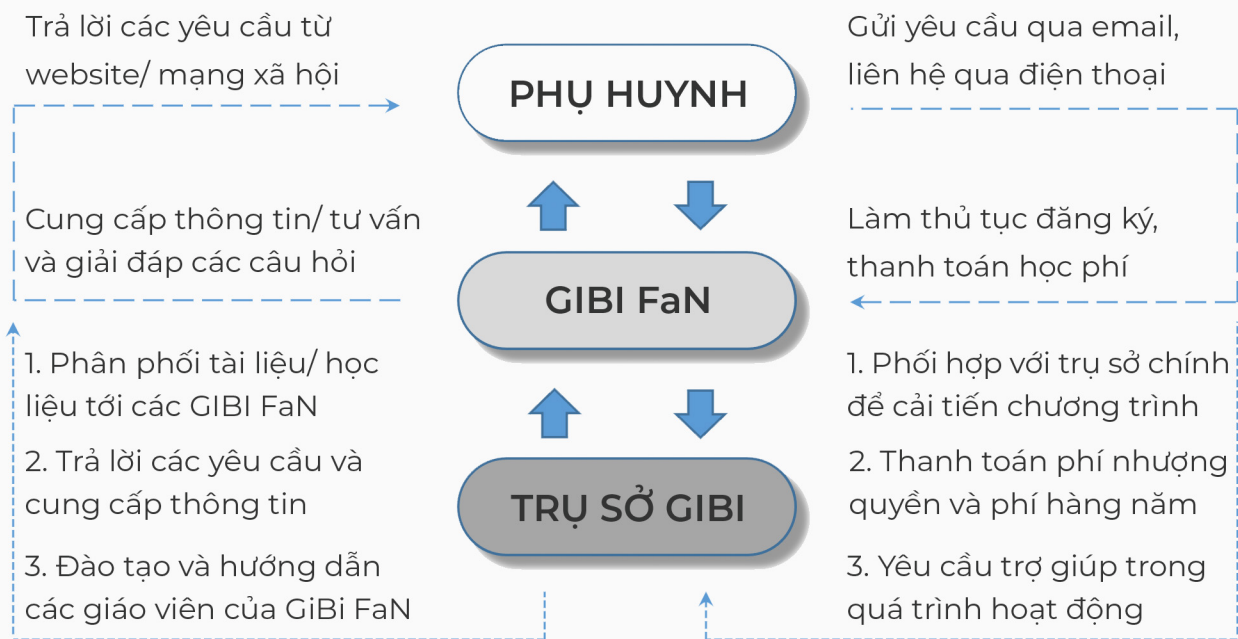 Trả lời các yêu cầu từ
website/ mạng xã hội
Cung cấp thông tin/ tư vấn
và giải đáp các câu hỏi
1. Phân phối tài liệu/ học
liệu tới các GIBI FaN
2. Trả lời các yêu cầu và
cung cấp thông tin
3. Đào tạo và hướng dẫn
các giáo viên của GiBi FaN
PHỤ HUYNH
GIBI FaN
TRỤ SỞ GIBI
Gửi yêu cầu qua email,
liên hệ qua điện thoại
Làm thủ tục đăng ký,
thanh toán học phí
1. Phối hợp với trụ sở chính
để cải tiến chương trình
2. Thanh toán phí nhượng
quyền và phí hàng năm
3. Yêu cầu trợ giúp trong
quá trình hoạt động